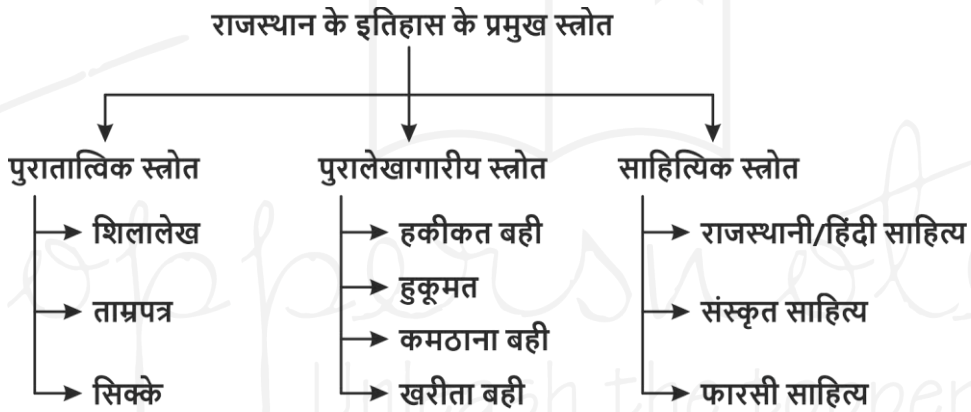 राजस्थान के इतिहास के प्रमुख स्त्रोत
पुरातात्विक स्त्रोत
शिलालेख
ताम्रपत्र
सिक्के
पुरालेखागारीय स्त्रोत
हकीकत बही
हुकूमत
कमठाना बही
खरीता बही
साहित्यिक स्त्रोत
राजस्थानी/हिंदी साहित्य
संस्कृत साहित्य
फारसी साहित्य